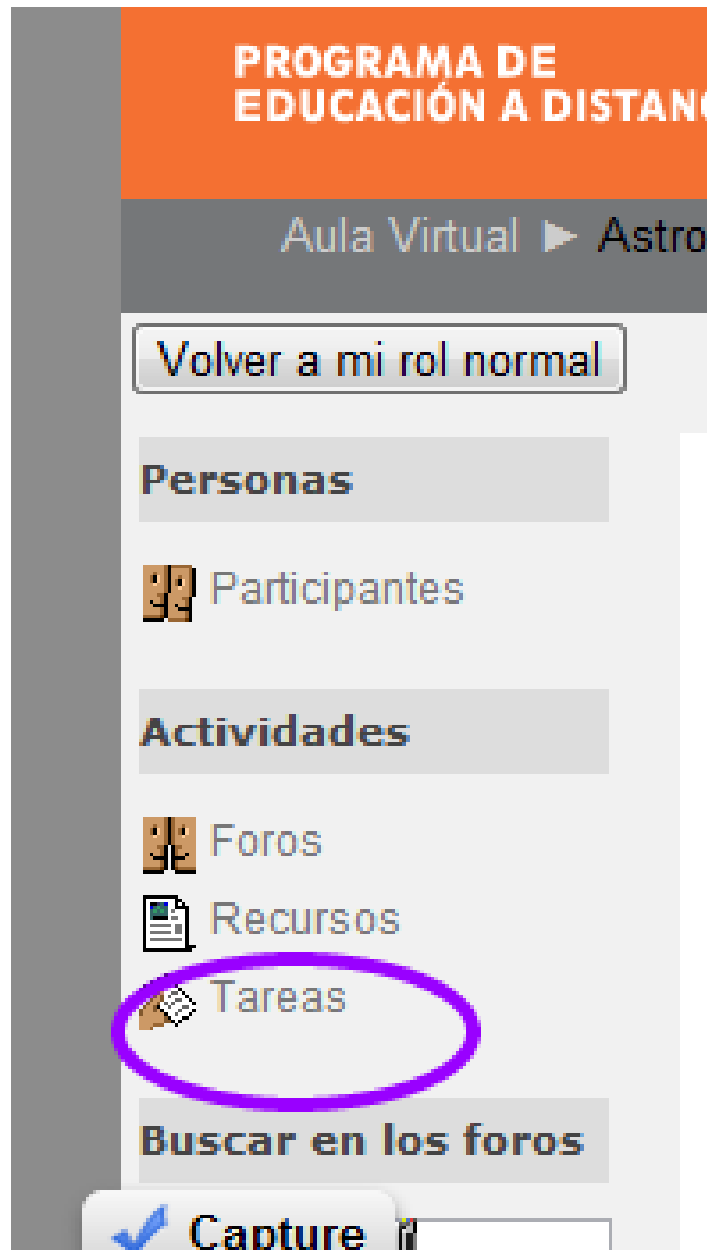 PROGRAMA DE
EDUCACIÓN A DISTANC
Aula Virtual ► Astro
Volver a mi rol normal
Personas
Participantes
Actividades
Foros
Recursos
Tareas
Buscar en los foros
Capture